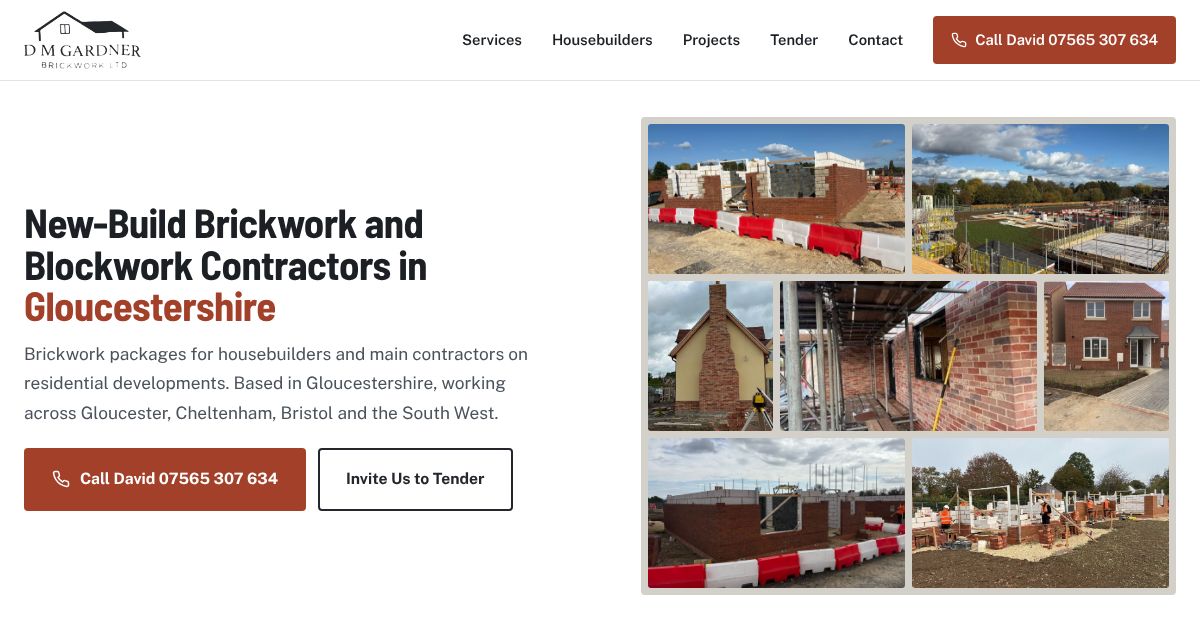 D M GARDNER
BRICKWORK LTD
Services
Housebuilders
Projects
Tender
Contact
Call David 07565 307 634
New-Build Brickwork and
Blockwork Contractors in
Gloucestershire
Brickwork packages for housebuilders and main contractors on
residential developments. Based in Gloucestershire, working
across Gloucester, Cheltenham, Bristol and the South West.
Call David 07565 307 634
Invite Us to Tender